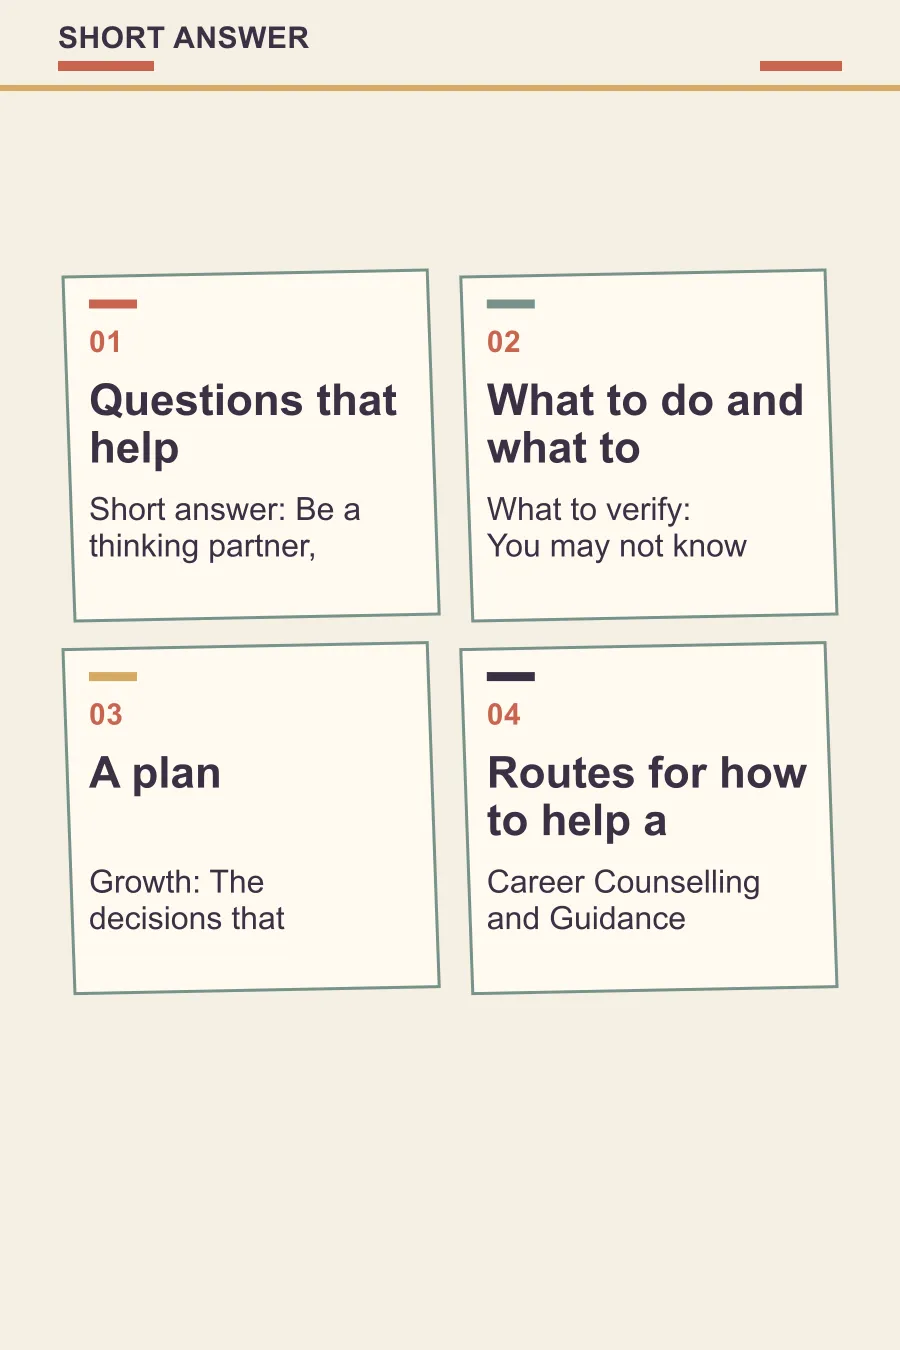 SHORT ANSWER
01
Questions that
help
Short answer: Be a
thinking partner,
02
What to do and
what to
What to verify:
You may not know
03
A plan
Growth: The
decisions that
04
Routes for how
to help a
Career Counselling
and Guidance